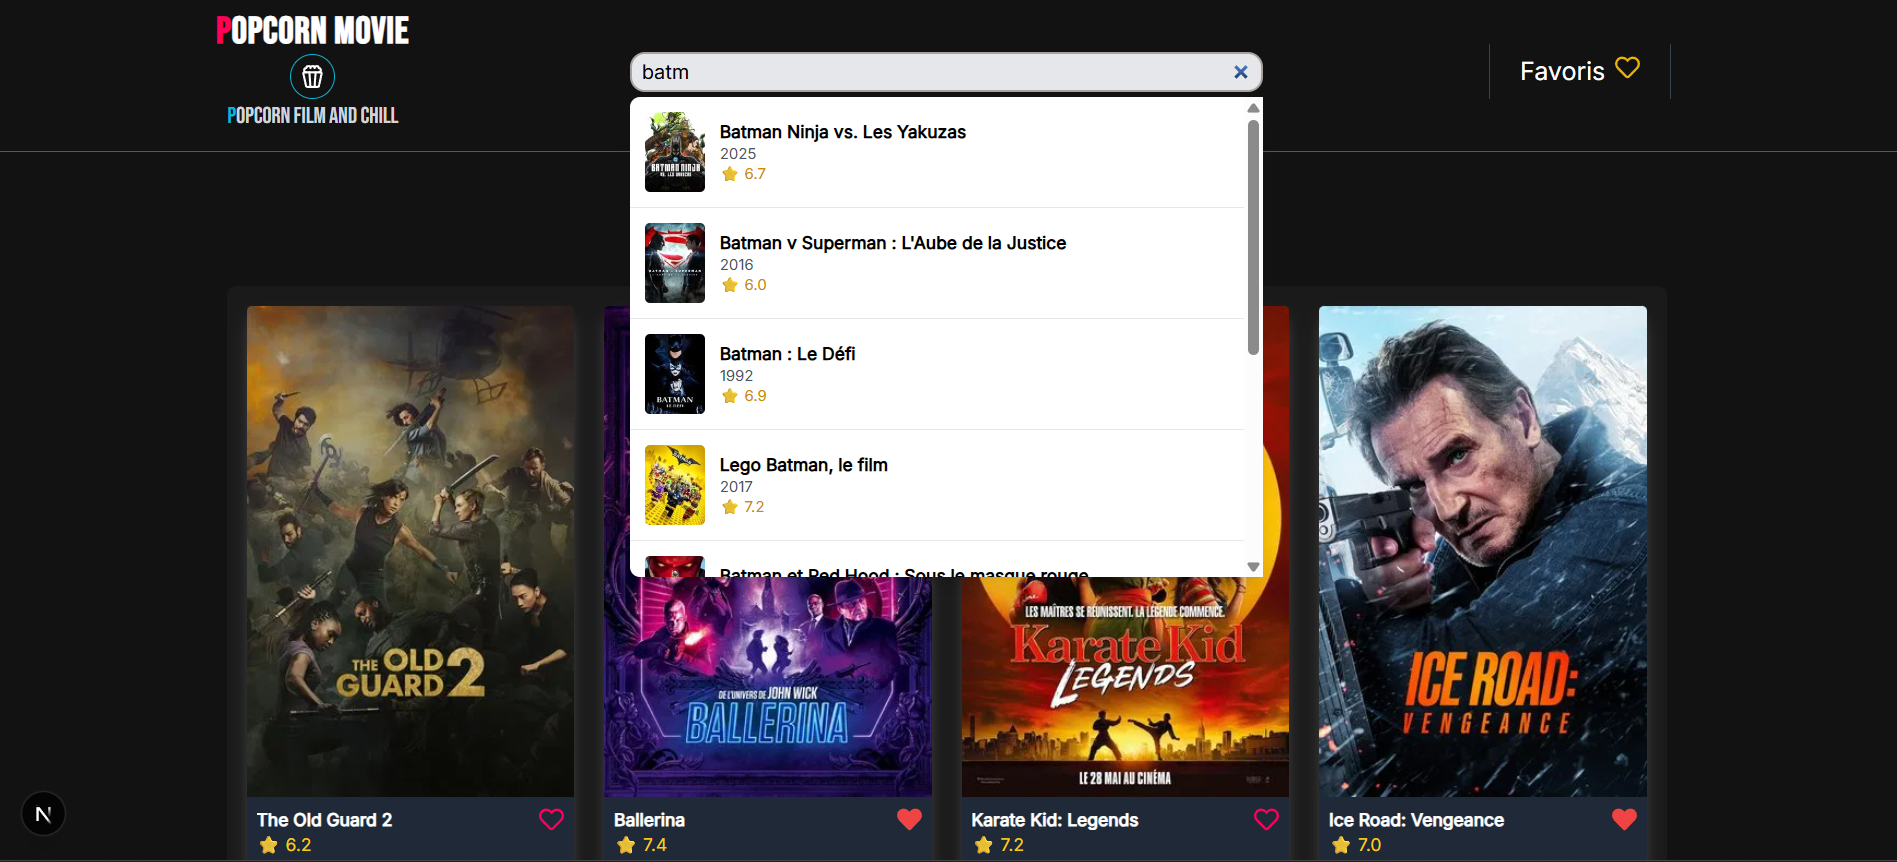 POPCORN MOVIE
POPCORN FILM AND CHILL
batm
Favoris
Batman Ninja vs. Les Yakuzas
2025
6.7
Batman v Superman : L'Aube de la Justice
2016
6.0
Batman : Le Défi
1992
BATMAN
6.9
Lego Batman, le film
2017
7.2
Batman et Red Hood : Sous le masque rouge
THE OLD GUARD 2
DE L'UNIVERS DE JOHN WICK
BALLERINA
LES MAÎTRES SE RÉUNISSENT. LA LÉGENDE COMMENCE.
Karate Kid
LEGENDS
LE 28 MAI AU CINÉMA
ICE ROAD:
VENGEANCE
N
The Old Guard 2
6.2
Ballerina
7.4
Karate Kid: Legends
7.2
Ice Road: Vengeance
7.0